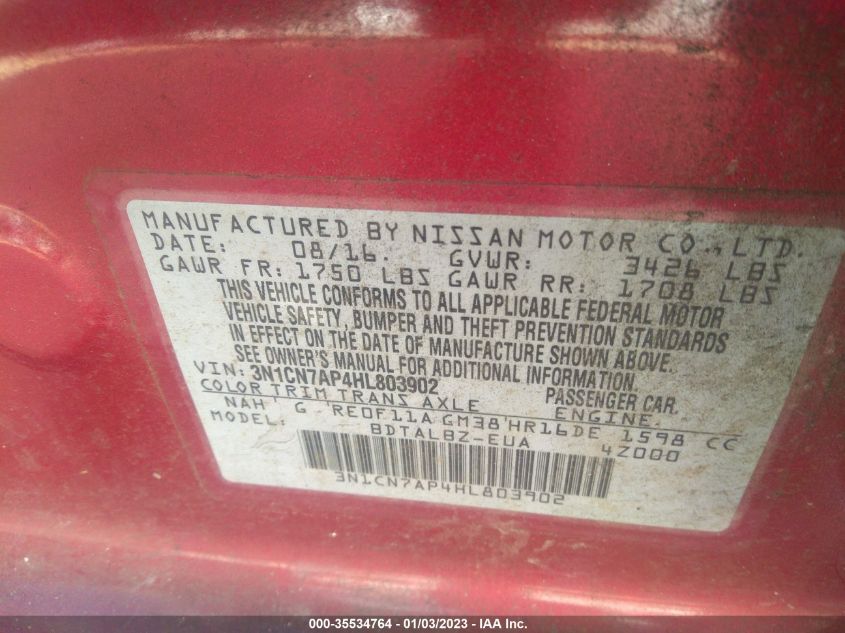 MANUFACTURED BY NISSAN MOTOR CO., LTD.
DATE: 08/16. GVWR: 3426 LBS
GAWR FR: 1750 LBS GAWR RR: 1708 LBS
THIS VEHICLE CONFORMS TO ALL APPLICABLE FEDERAL MOTOR
VEHICLE SAFETY, BUMPER AND THEFT PREVENTION STANDARDS
IN EFFECT ON THE DATE OF MANUFACTURE SHOWN ABOVE.
SEE OWNER'S MANUAL FOR ADDITIONAL INFORMATION.
VIN: 3N1CN7AP4HL803902 PASSENGER CAR.
COLOR TRIM TRANS AXLE ENGINE.
NAH G RE0F11A GM38 HR16DE 1598 CC
MODEL: BDTALBZ-EUA 4Z000
3N1CN7AP4HL803902
000-35534764 - 01/03/2023 - IAA Inc.